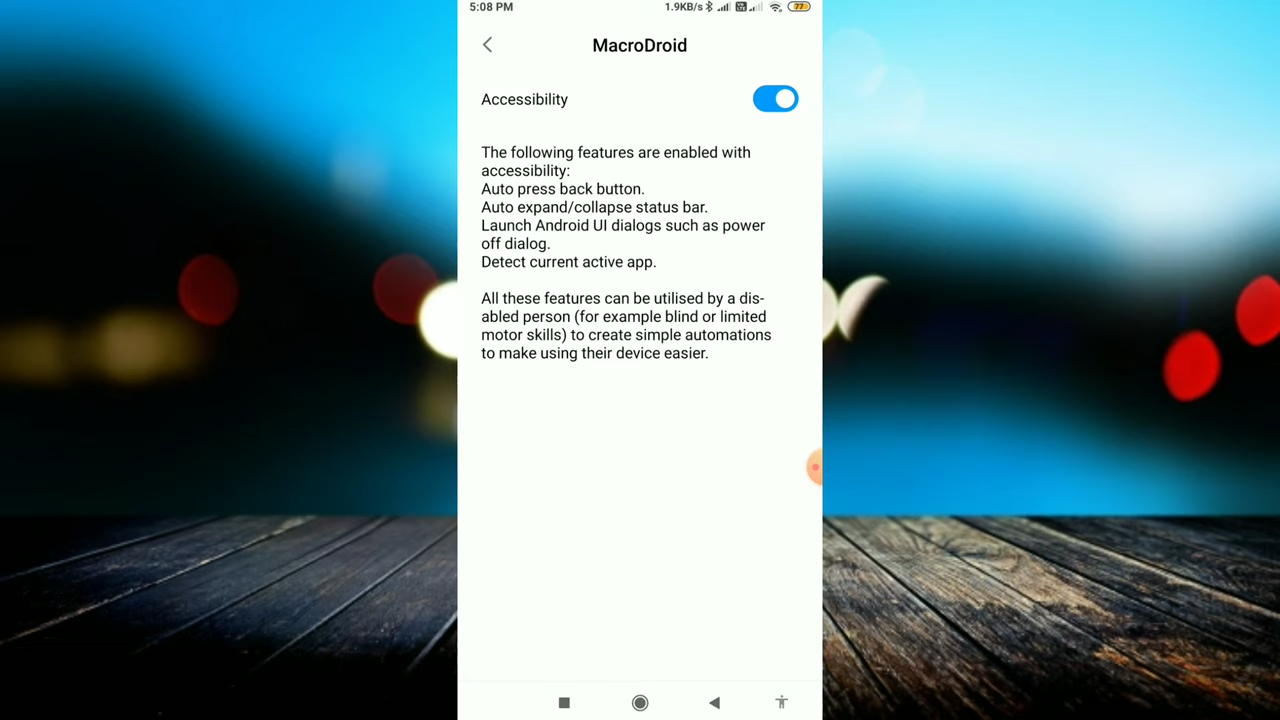 5:08 PM 1.9KB/s 77
MacroDroid
Accessibility
The following features are enabled with
accessibility:
Auto press back button.
Auto expand/collapse status bar.
Launch Android UI dialogs such as power
off dialog.
Detect current active app.
All these features can be utilised by a dis-
abled person (for example blind or limited
motor skills) to create simple automations
to make using their device easier.